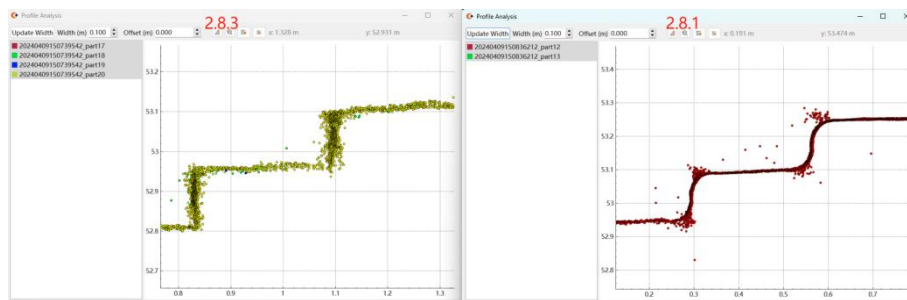 Profile Analysis
2.8.3
Update Width Width (m) 0.100 Offset (m) 0.000 x: 1.328 m y: 52.931 m
20240409150739542_part17
20240409150739542_part18
20240409150739542_part19
20240409150739542_part20
53.2
53.1
53
52.9
52.8
52.7
0.8 0.9 1 1.1 1.2 1.3
Profile Analysis
2.8.1
Update Width Width (m) 0.100 Offset (m) 0.000 x: 0.191 m y: 53.474 m
20240409150836212_part12
20240409150836212_part13
53.4
53.3
53.2
53.1
53
52.9
52.8
0.2 0.3 0.4 0.5 0.6 0.7